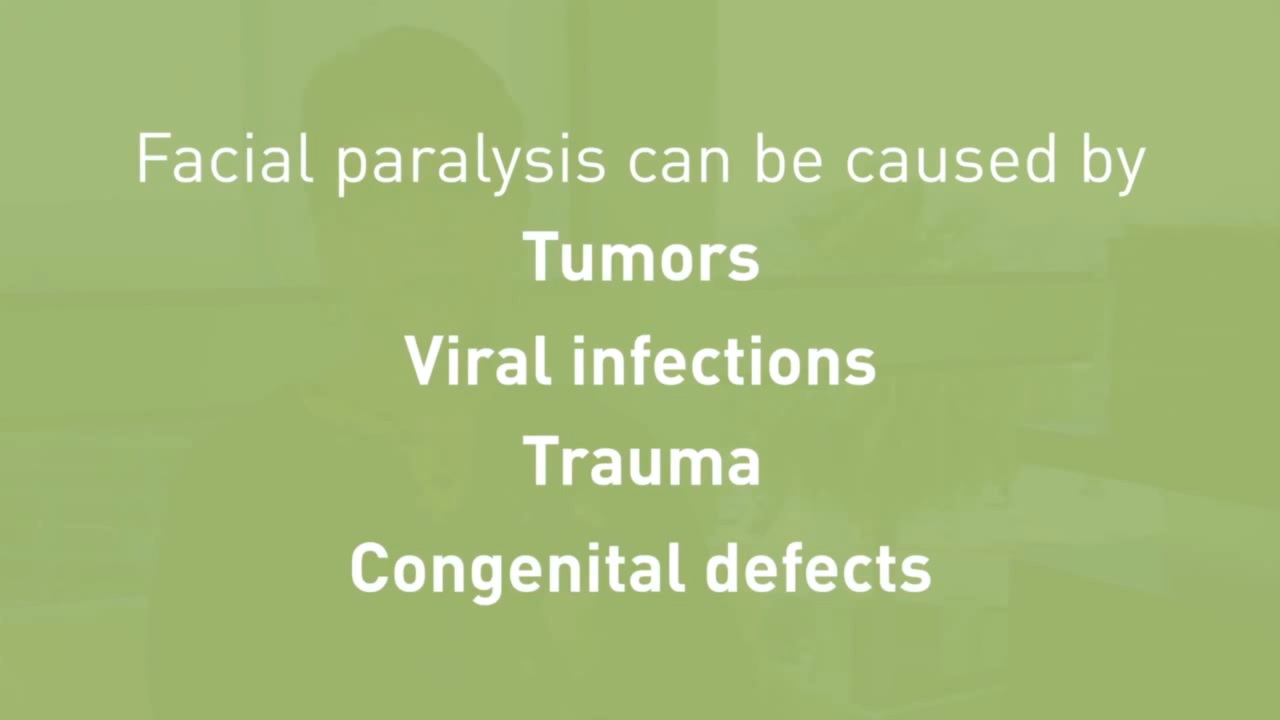 Facial paralysis can be caused by
Tumors
Viral infections
Trauma
Congenital defects